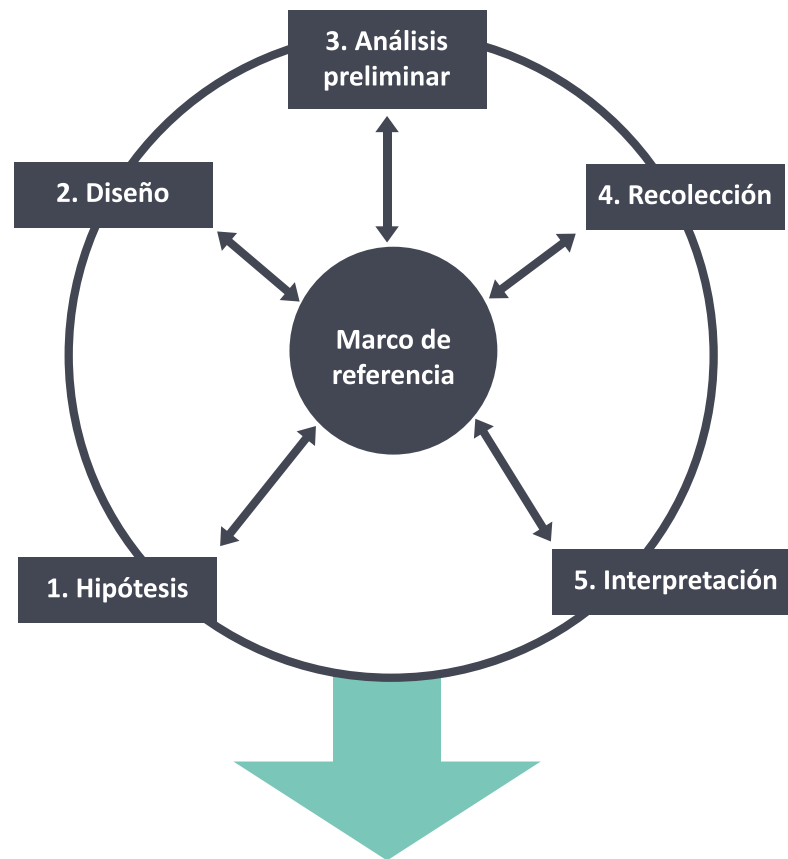 3. Análisis
preliminar
2. Diseño
4. Recolección
Marco de
referencia
1. Hipótesis
5. Interpretación